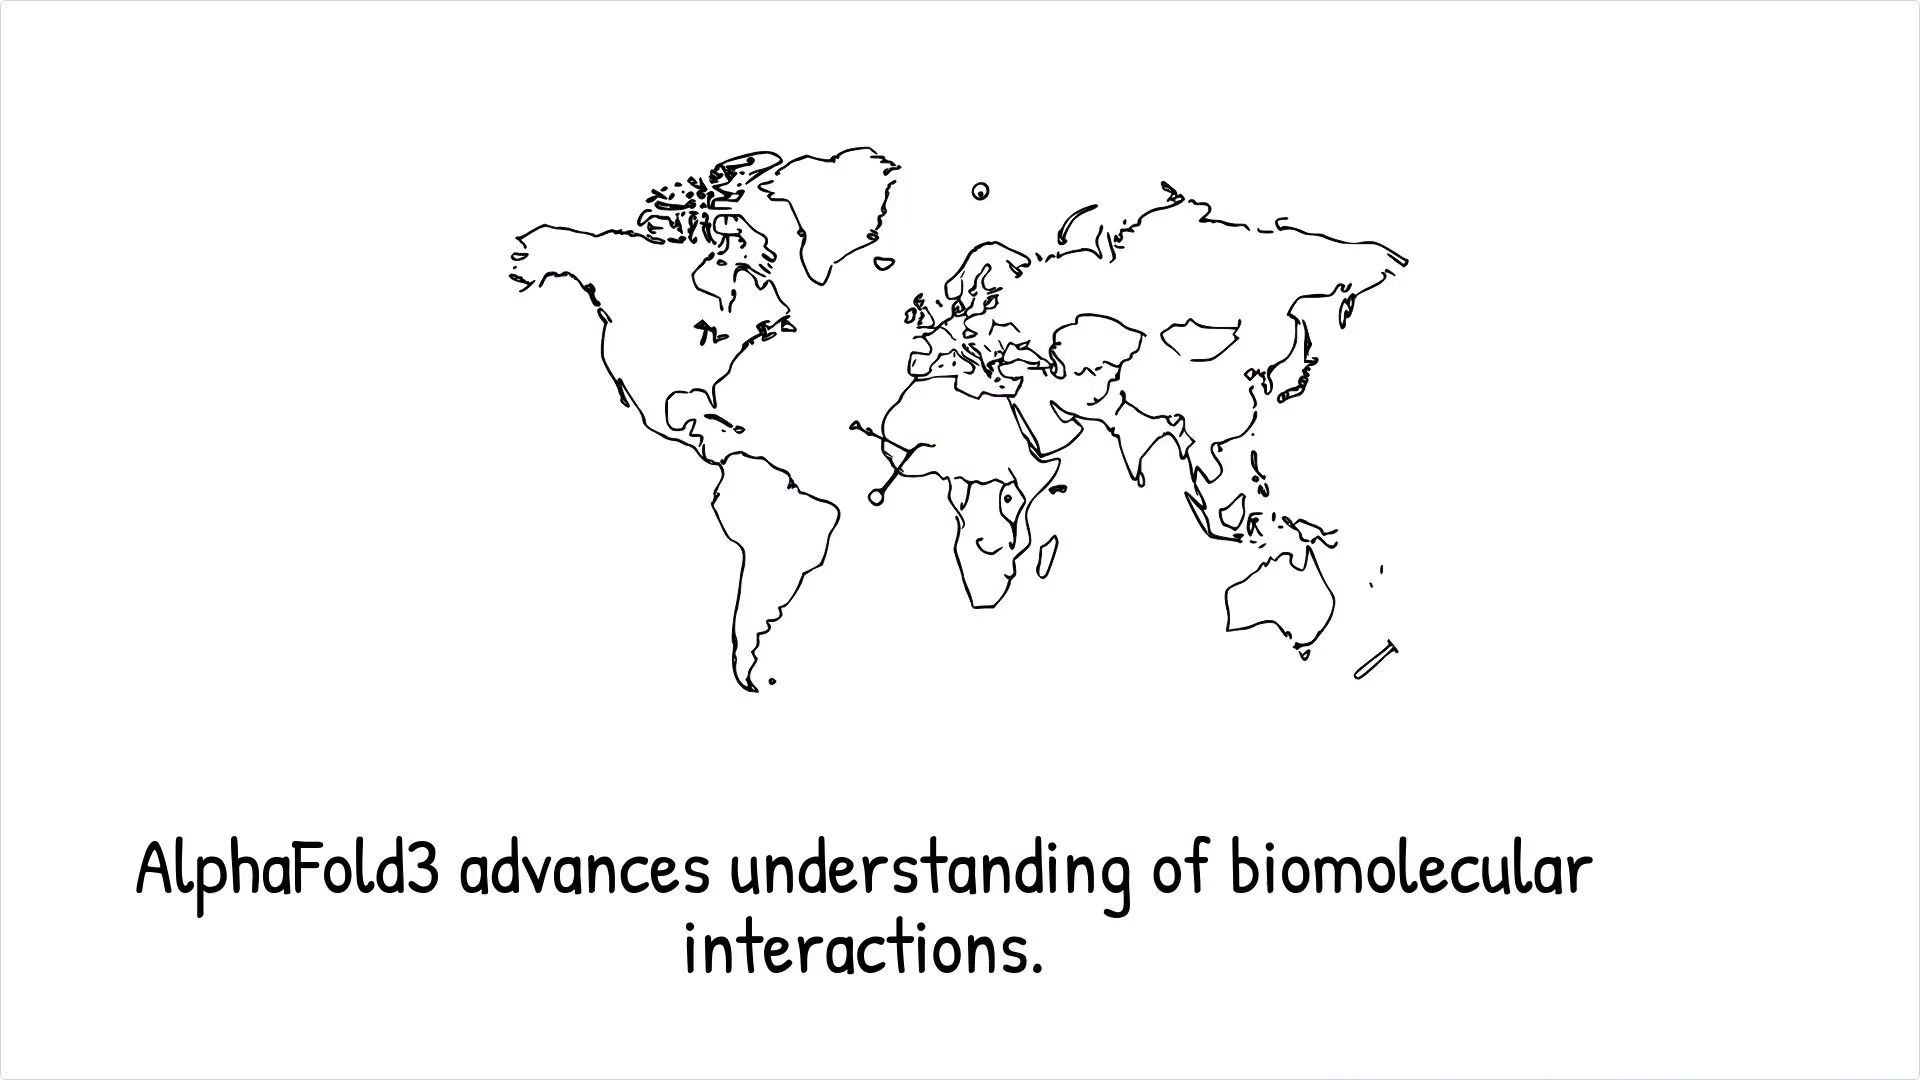 AlphaFold3 advances understanding of biomolecular
interactions.